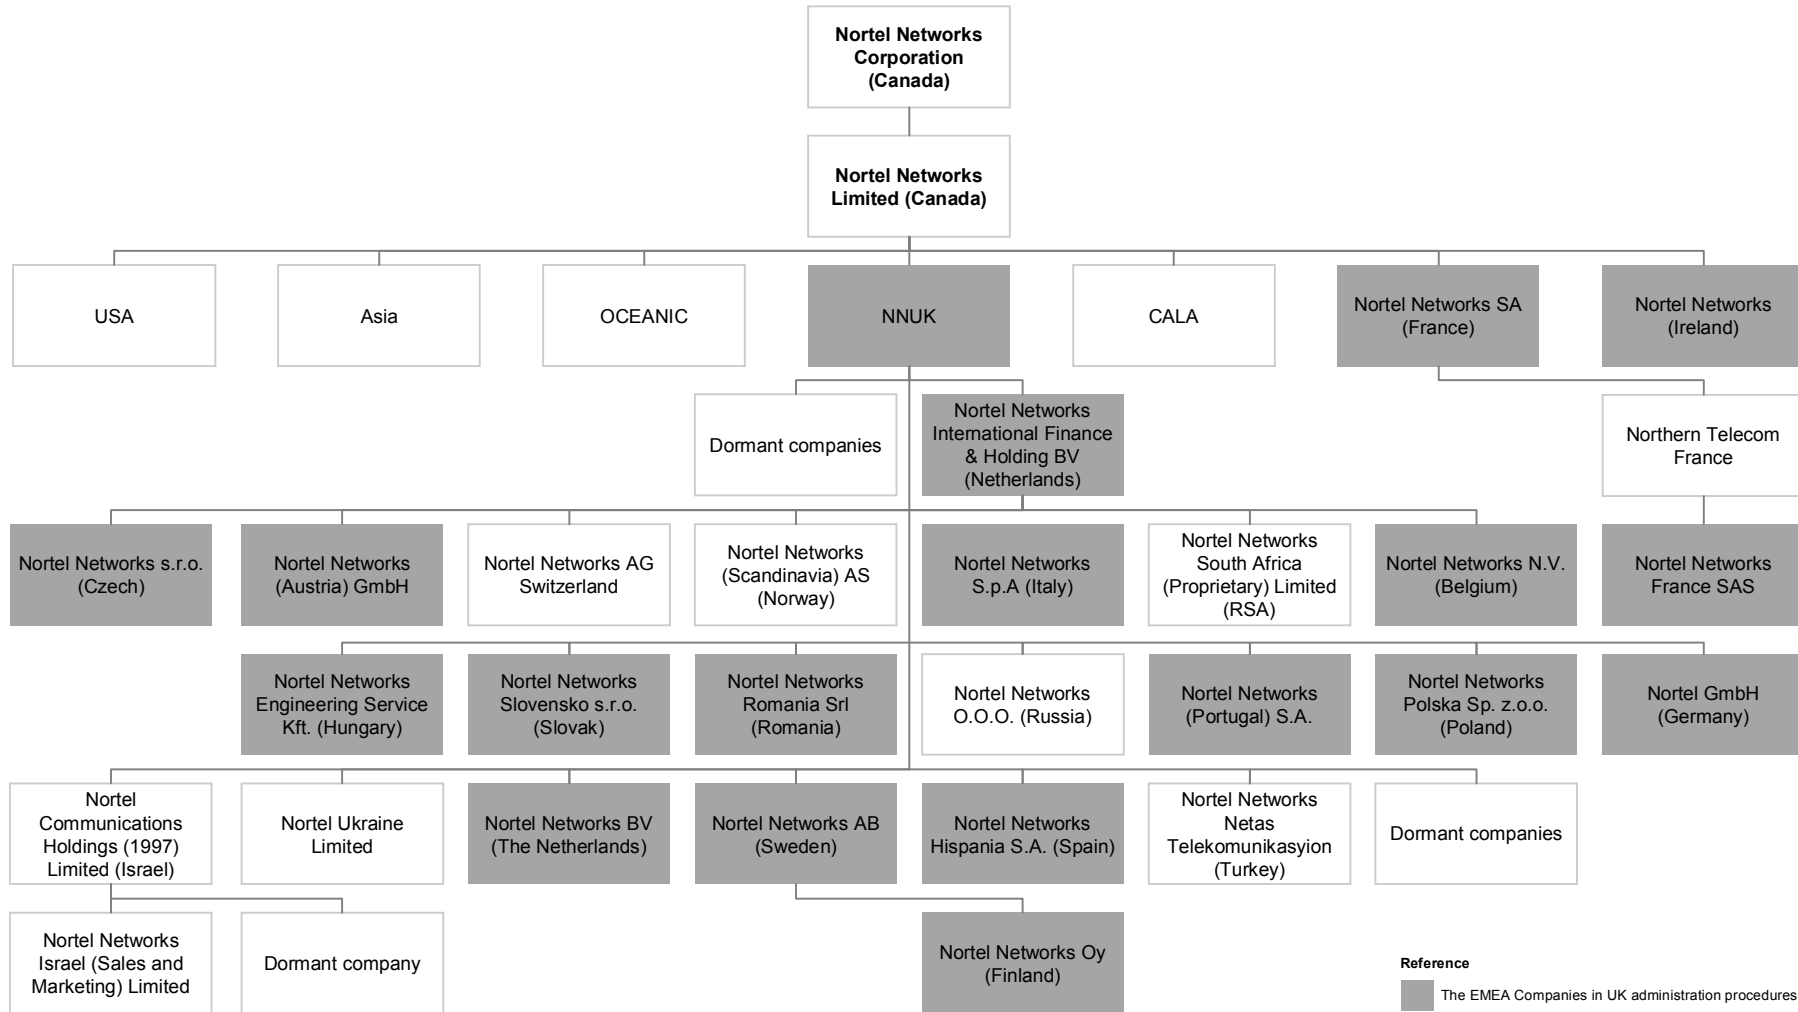 Nortel Networks
Corporation
(Canada)
Nortel Networks
Limited (Canada)
USA
Asia
OCEANIC
NNUK
CALA
Nortel Networks SA
(France)
Nortel Networks
(Ireland)
Dormant companies
Nortel Networks
International Finance
& Holding BV
(Netherlands)
Northern Telecom
France
Nortel Networks s.r.o.
(Czech)
Nortel Networks
(Austria) GmbH
Nortel Networks AG
Switzerland
Nortel Networks
(Scandinavia) AS
(Norway)
Nortel Networks
S.p.A (Italy)
Nortel Networks
South Africa
(Proprietary) Limited
(RSA)
Nortel Networks N.V.
(Belgium)
Nortel Networks
France SAS
Nortel Networks
Engineering Service
Kft. (Hungary)
Nortel Networks
Slovensko s.r.o.
(Slovak)
Nortel Networks
Romania Srl
(Romania)
Nortel Networks
O.O.O. (Russia)
Nortel Networks
(Portugal) S.A.
Nortel Networks
Polska Sp. z.o.o.
(Poland)
Nortel GmbH
(Germany)
Nortel
Communications
Holdings (1997)
Limited (Israel)
Nortel Ukraine
Limited
Nortel Networks BV
(The Netherlands)
Nortel Networks AB
(Sweden)
Nortel Networks
Hispania S.A. (Spain)
Nortel Networks
Netas
Telekomunikasyion
(Turkey)
Dormant companies
Nortel Networks
Israel (Sales and
Marketing) Limited
Dormant company
Nortel Networks Oy
(Finland)
Reference
The EMEA Companies in UK administration procedures